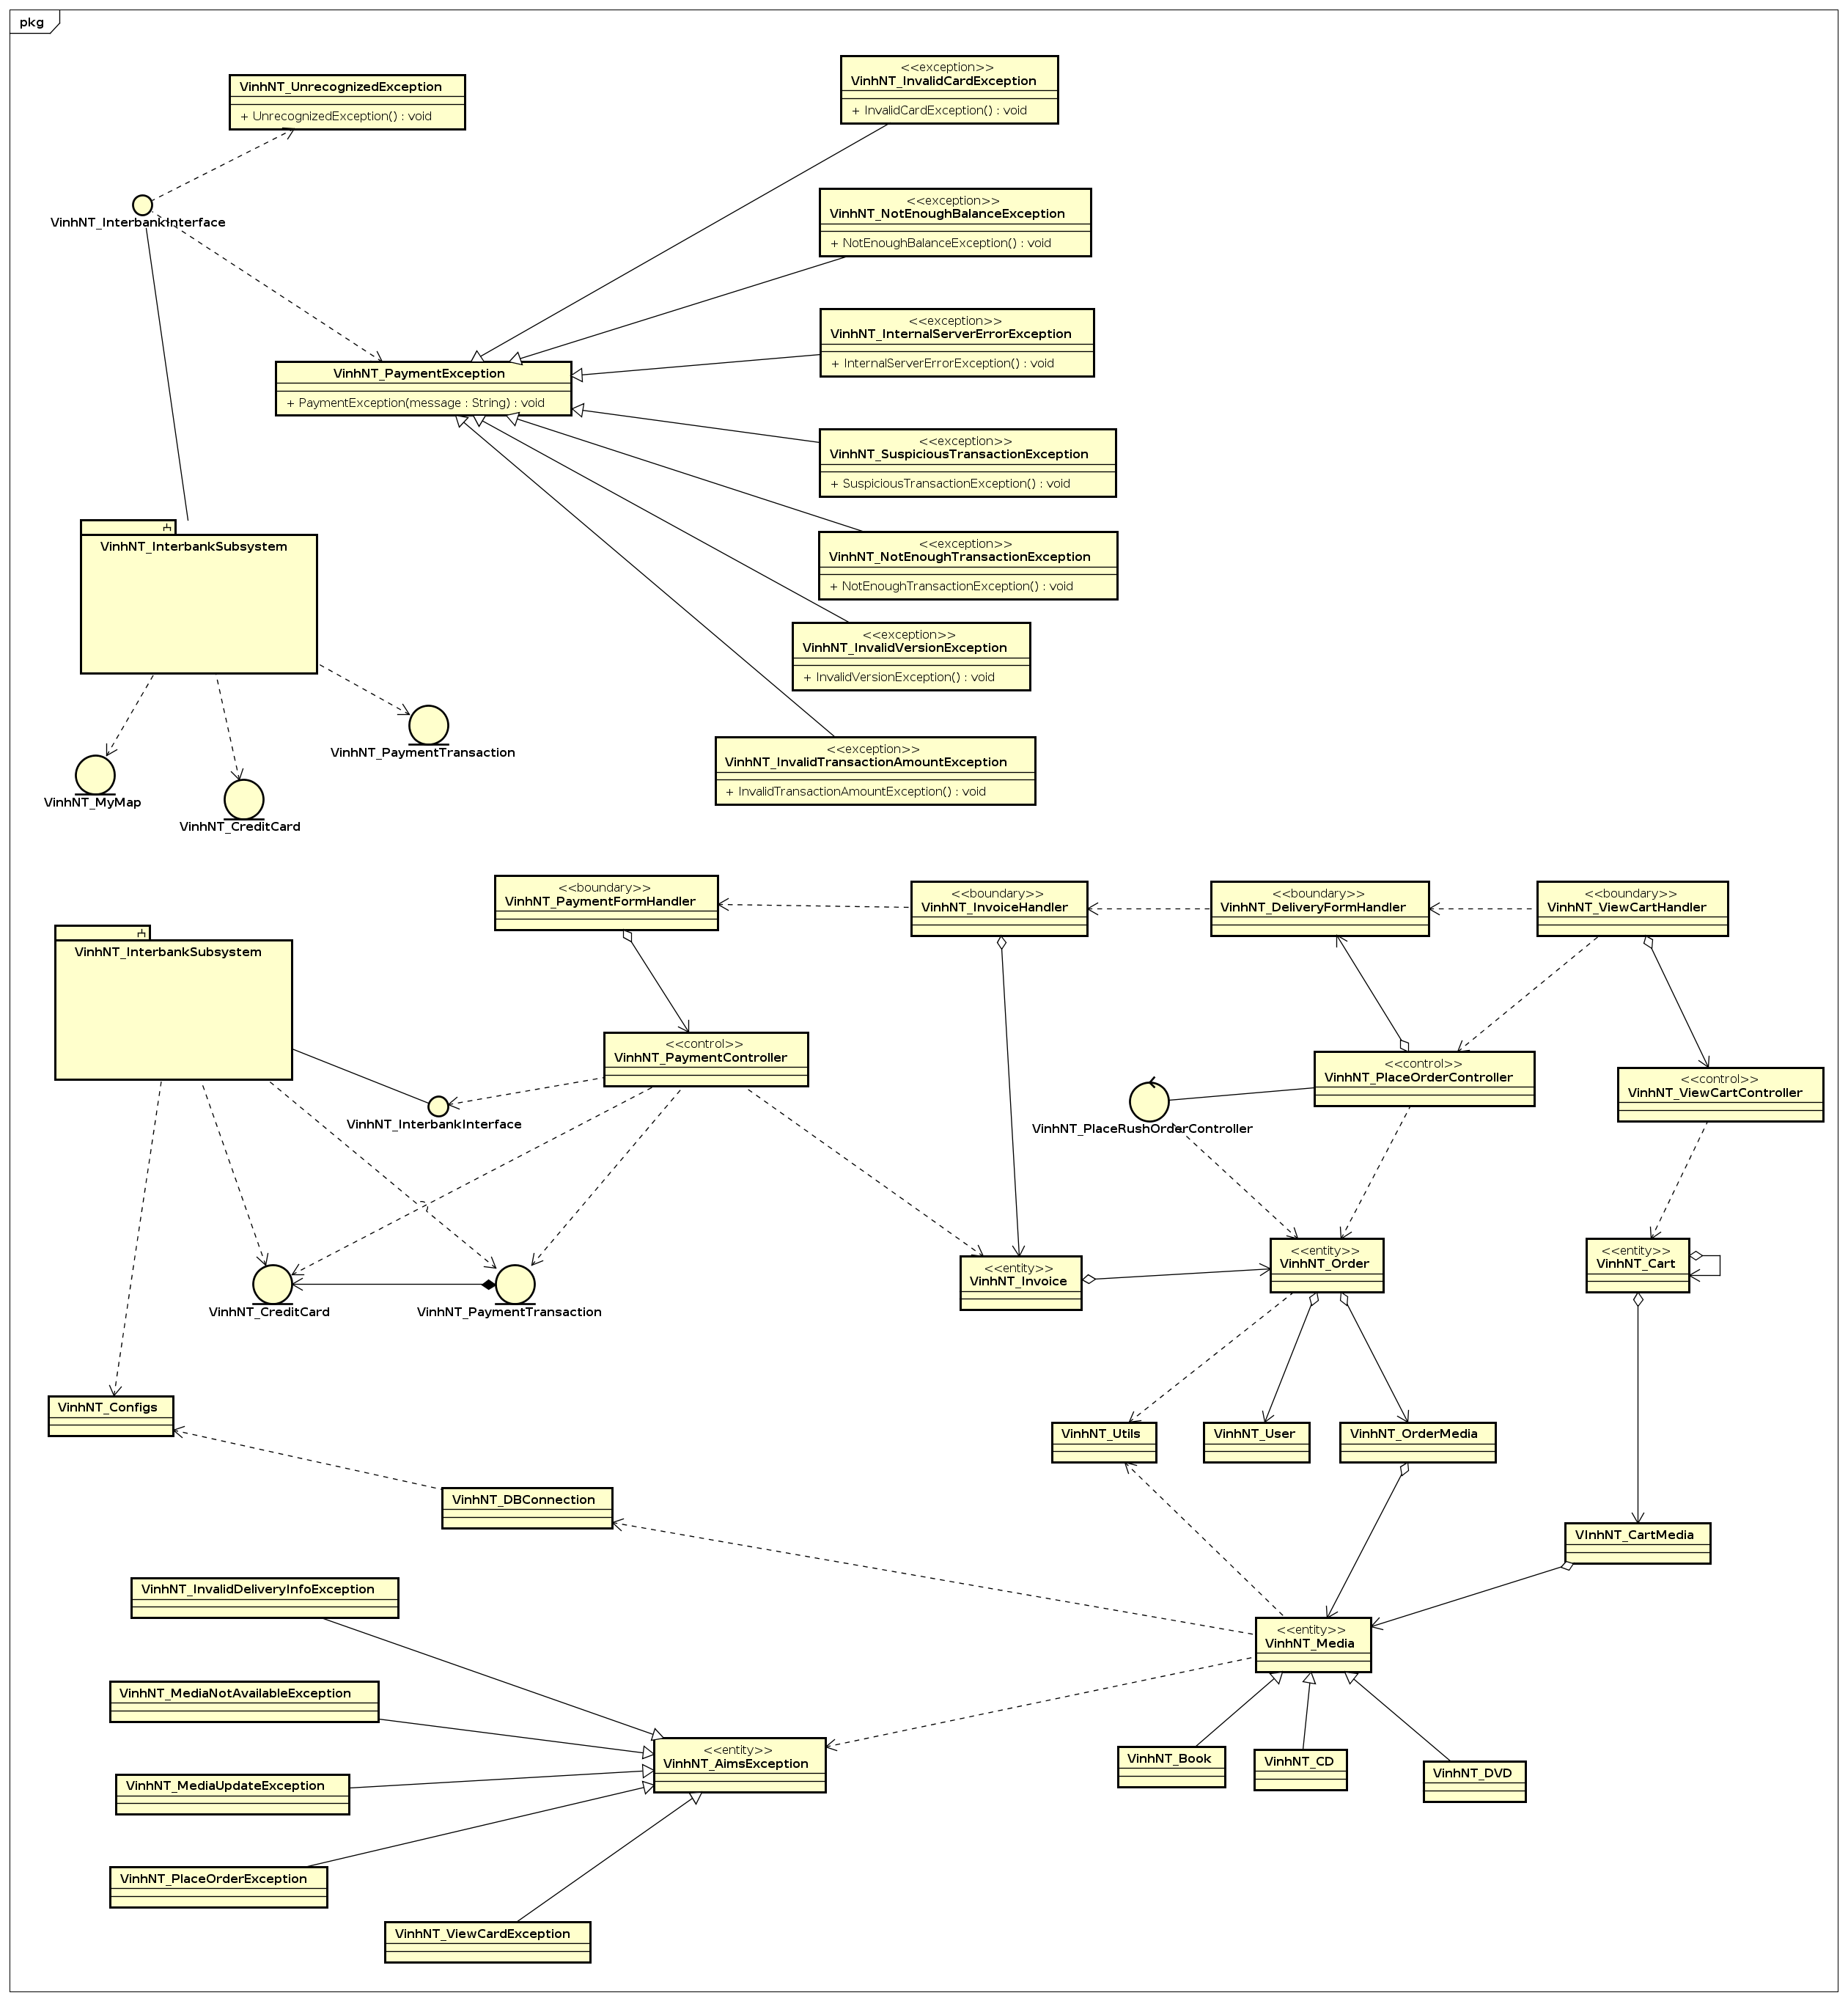 pkg
<<exception>>
VinhNT_InvalidCardException
+ InvalidCardException() : void
VinhNT_UnrecognizedException
+ UnrecognizedException() : void
<<exception>>
VinhNT_NotEnoughBalanceException
+ NotEnoughBalanceException() : void
VinhNT_InterbankInterface
<<exception>>
VinhNT_InternalServerErrorException
+ InternalServerErrorException() : void
VinhNT_PaymentException
+ PaymentException(message : String) : void
<<exception>>
VinhNT_SuspiciousTransactionException
+ SuspiciousTransactionException() : void
VinhNT_InterbankSubsystem
<<exception>>
VinhNT_NotEnoughTransactionException
+ NotEnoughTransactionException() : void
<<exception>>
VinhNT_InvalidVersionException
+ InvalidVersionException() : void
VinhNT_PaymentTransaction
<<exception>>
VinhNT_InvalidTransactionAmountException
+ InvalidTransactionAmountException() : void
VinhNT_MyMap
VinhNT_CreditCard
<<boundary>>
VinhNT_PaymentFormHandler
<<boundary>>
VinhNT_InvoiceHandler
<<boundary>>
VinhNT_DeliveryFormHandler
<<boundary>>
VinhNT_ViewCartHandler
VinhNT_InterbankSubsystem
<<control>>
VinhNT_PaymentController
<<control>>
VinhNT_PlaceOrderController
<<control>>
VinhNT_ViewCartController
VinhNT_InterbankInterface
VinhNT_PlaceRushOrderController
<<entity>>
VinhNT_Invoice
<<entity>>
VinhNT_Order
<<entity>>
VinhNT_Cart
VinhNT_CreditCard
VinhNT_PaymentTransaction
VinhNT_Configs
VinhNT_Utils
VinhNT_User
VinhNT_OrderMedia
VinhNT_DBConnection
VInhNT_CartMedia
VinhNT_InvalidDeliveryInfoException
<<entity>>
VinhNT_Media
VinhNT_MediaNotAvailableException
<<entity>>
VinhNT_AimsException
VinhNT_Book
VinhNT_CD
VinhNT_DVD
VinhNT_MediaUpdateException
VinhNT_PlaceOrderException
VinhNT_ViewCardException